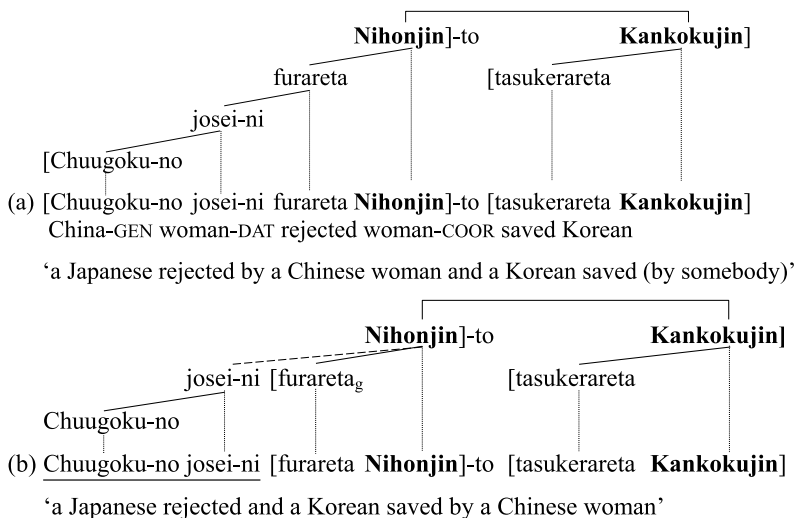 Nihonjin]-to Kankokujin]
furareta [tasukerareta
josei-ni
[Chuugoku-no
(a) [Chuugoku-no josei-ni furareta Nihonjin]-to [tasukerareta Kankokujin]
China-GEN woman-DAT rejected woman-COOR saved Korean
‘a Japanese rejected by a Chinese woman and a Korean saved (by somebody)’
Nihonjin]-to Kankokujin]
josei-ni [furaretag [tasukerareta
Chuugoku-no
(b) Chuugoku-no josei-ni [furareta Nihonjin]-to [tasukerareta Kankokujin]
‘a Japanese rejected and a Korean saved by a Chinese woman’